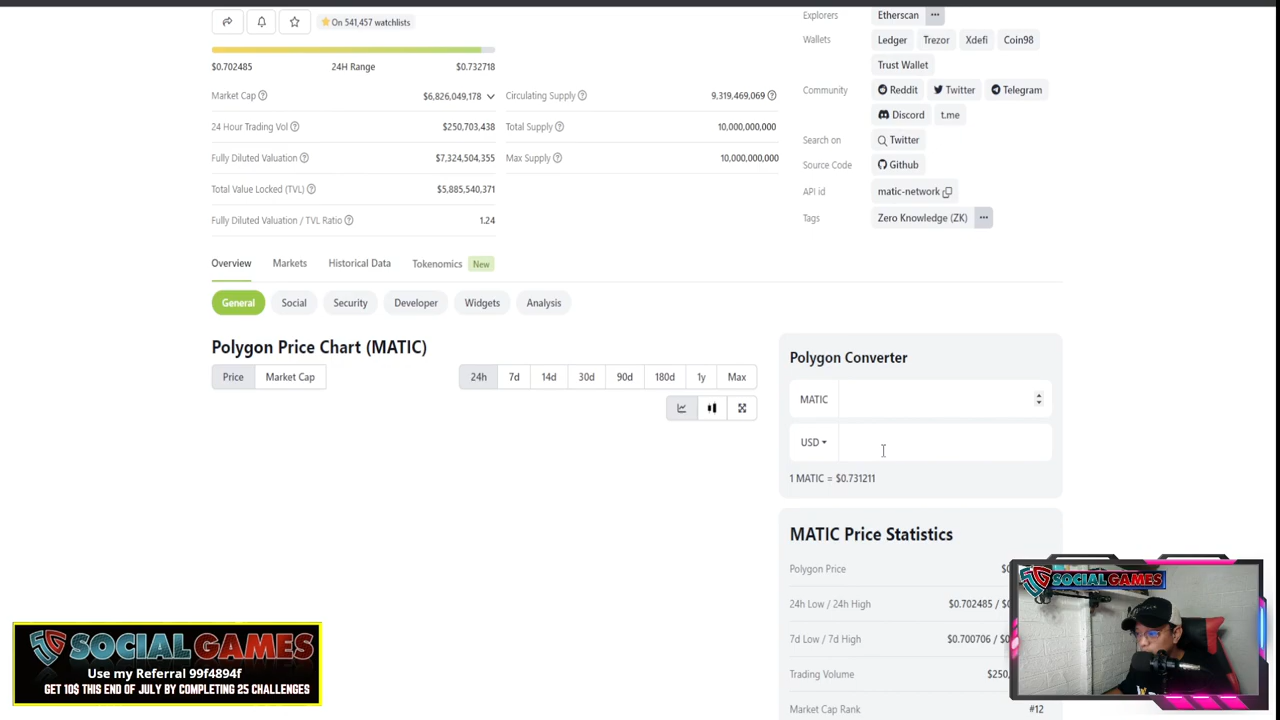 On 541,457 watchlists
$0.702485 24H Range $0.732718
Market Cap $6,826,049,178
24 Hour Trading Vol $250,703,438
Fully Diluted Valuation $7,324,504,355
Total Value Locked (TVL) $5,885,540,371
Fully Diluted Valuation / TVL Ratio 1.24
Circulating Supply 9,319,469,069
Total Supply 10,000,000,000
Max Supply 10,000,000,000
Explorers Etherscan
Wallets Ledger Trezor Xdefi Coin98
Trust Wallet
Community Reddit Twitter Telegram
Discord t.me
Search on Twitter
Source Code Github
API id matic-network
Tags Zero Knowledge (ZK)
Overview Markets Historical Data Tokenomics New
General Social Security Developer Widgets Analysis
Polygon Price Chart (MATIC)
Price Market Cap 24h 7d 14d 30d 90d 180d 1y Max
Polygon Converter
MATIC
USD
1 MATIC = $0.731211
MATIC Price Statistics
Polygon Price
24h Low / 24h High $0.702485 /
7d Low / 7d High $0.700706 /
Trading Volume $250,
Market Cap Rank #12
SG SOCIAL GAMES
Use my Referral 99f4894f
GET 10$ THIS END OF JULY BY COMPLETING 25 CHALLENGES
SG SOCIAL GAMES